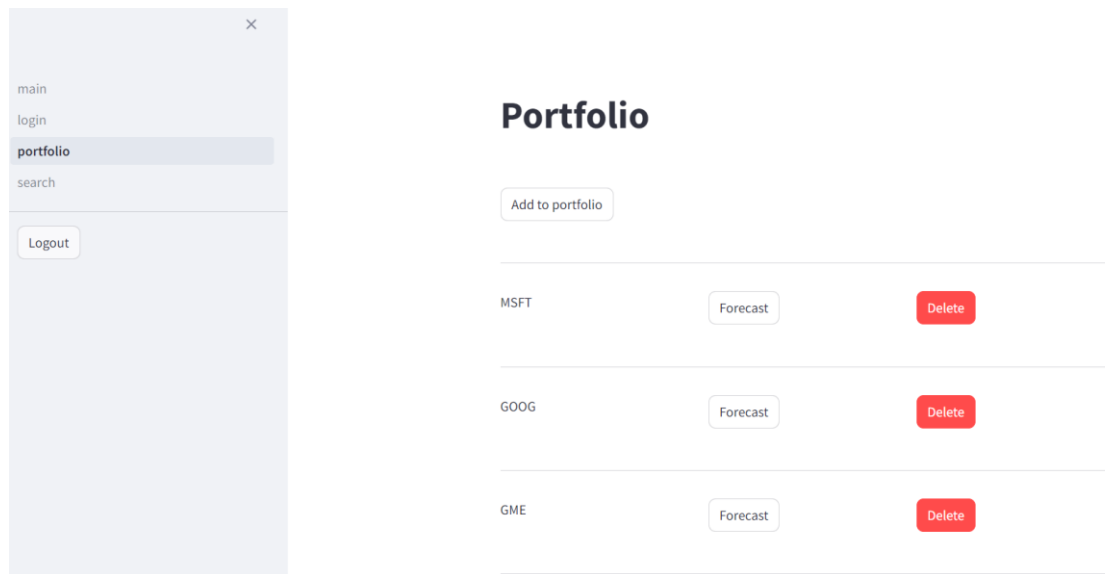 main
login
portfolio
search
Logout
Portfolio
Add to portfolio
MSFT Forecast Delete
GOOG Forecast Delete
GME Forecast Delete